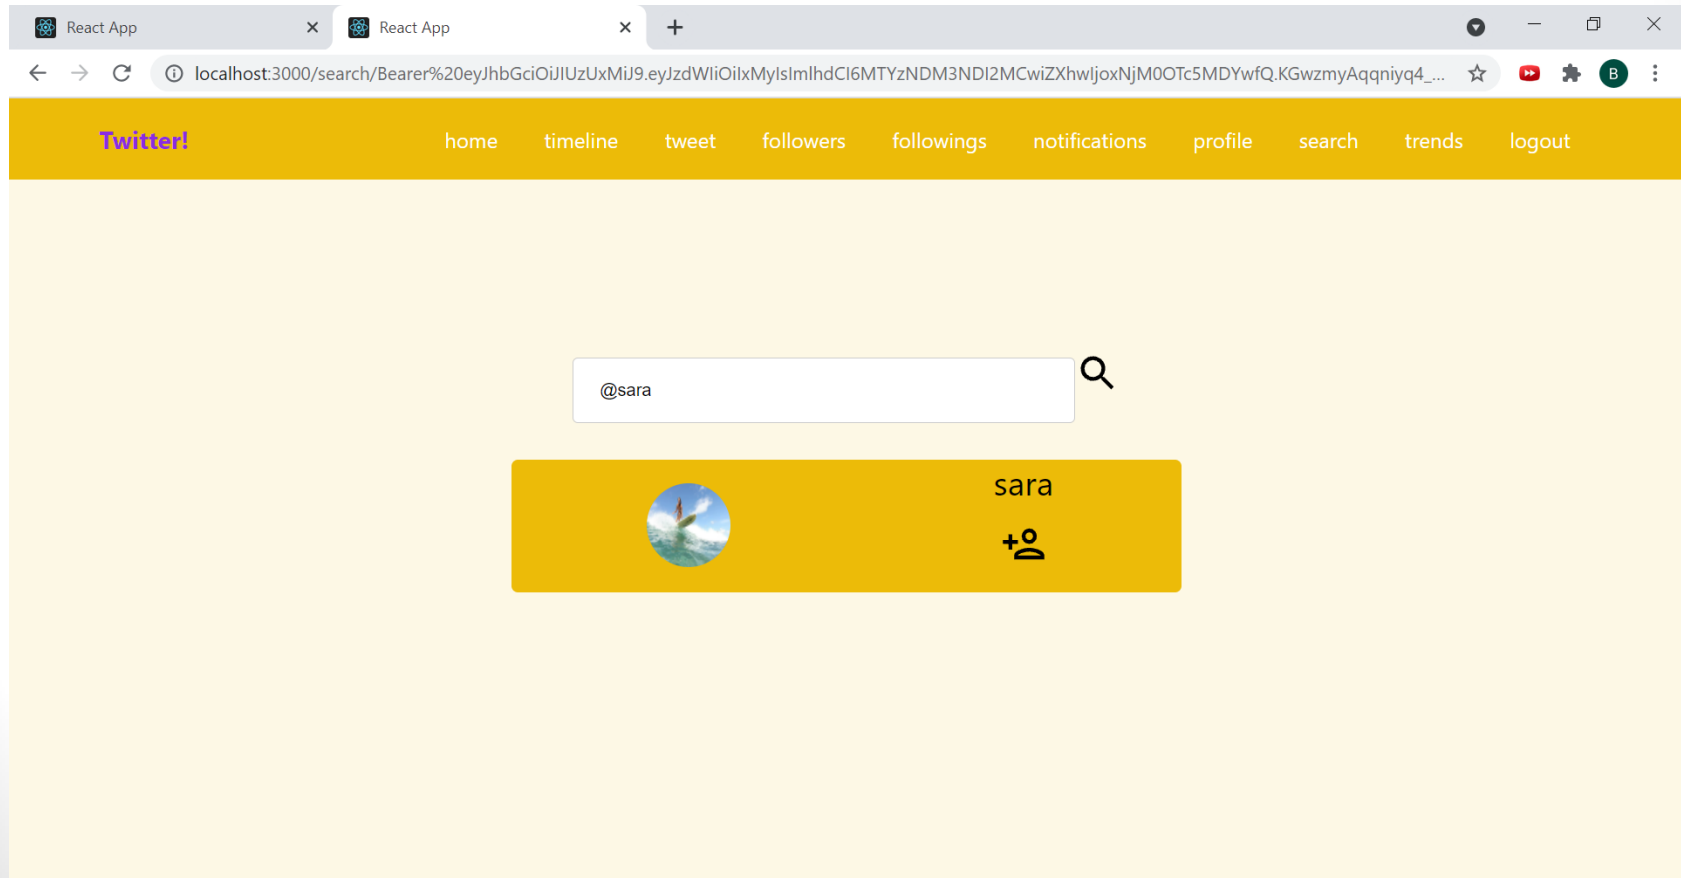 React App
React App
localhost:3000/search/Bearer%20eyJhbGciOiJIUzUxMiJ9.eyJzdWIiOiIxMyIsImlhdCI6MTYzNDM3NDI2MCwiZXhwIjoxNjM0OTc5MDYwfQ.KGwzmyAqqniyq4_...
B
Twitter! home timeline tweet followers followings notifications profile search trends logout
@sara
sara